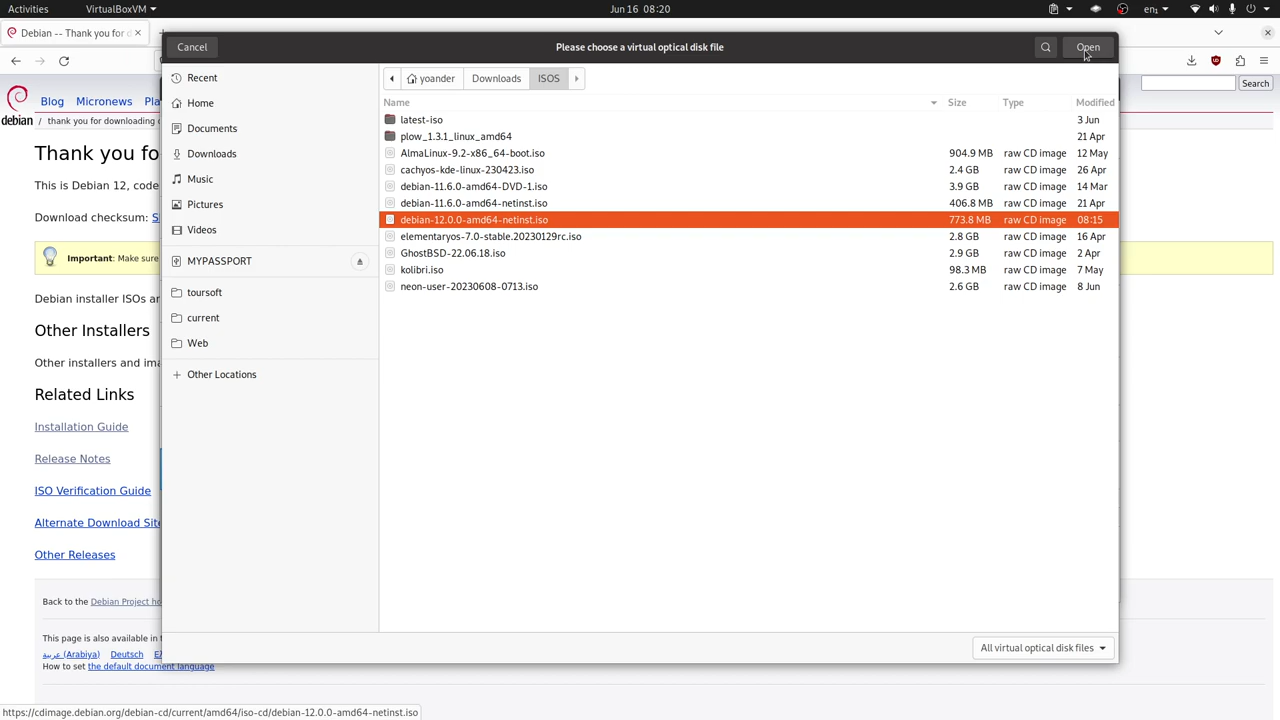 Activities VirtualBoxVM Jun 16 08:20 en₁
Debian -- Thank you for d
Cancel Please choose a virtual optical disk file Open
Recent
Home
Documents
Downloads
Music
Pictures
Videos
MYPASSPORT
toursoft
current
Web
Other Locations
yoander Downloads ISOS
Name Size Type Modified
latest-iso 3 Jun
plow_1.3.1_linux_amd64 21 Apr
AlmaLinux-9.2-x86_64-boot.iso 904.9 MB raw CD image 12 May
cachyos-kde-linux-230423.iso 2.4 GB raw CD image 26 Apr
debian-11.6.0-amd64-DVD-1.iso 3.9 GB raw CD image 14 Mar
debian-11.6.0-amd64-netinst.iso 406.8 MB raw CD image 21 Apr
debian-12.0.0-amd64-netinst.iso 773.8 MB raw CD image 08:15
elementaryos-7.0-stable.20230129rc.iso 2.8 GB raw CD image 16 Apr
GhostBSD-22.06.18.iso 2.9 GB raw CD image 2 Apr
kolibri.iso 98.3 MB raw CD image 7 May
neon-user-20230608-0713.iso 2.6 GB raw CD image 8 Jun
All virtual optical disk files
debian
Blog Micronews Pla
Search
/ thank you for downloading
Thank you fo
This is Debian 12, code
Download checksum: S
Important: Make sure
Debian installer ISOs ar
Other Installers
Other installers and ima
Related Links
Installation Guide
Release Notes
ISO Verification Guide
Alternate Download Site
Other Releases
Back to the Debian Project ho
This page is also available in
عربية (Arabiya) Deutsch
How to set the default document language
https://cdimage.debian.org/debian-cd/current/amd64/iso-cd/debian-12.0.0-amd64-netinst.iso